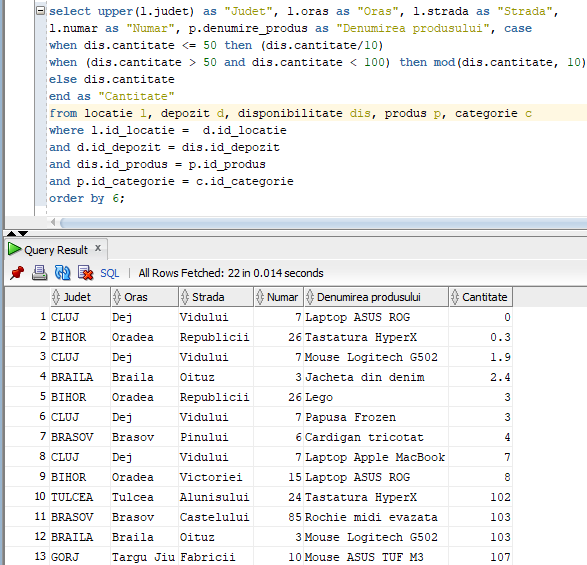 select upper(l.judet) as "Judet", l.oras as "Oras", l.strada as "Strada",
l.numar as "Numar", p.denumire_produs as "Denumirea produsului", case
when dis.cantitate <= 50 then (dis.cantitate/10)
when (dis.cantitate > 50 and dis.cantitate < 100) then mod(dis.cantitate, 10)
else dis.cantitate
end as "Cantitate"
from locatie l, depozit d, disponibilitate dis, produs p, categorie c
where l.id_locatie =  d.id_locatie
and d.id_depozit = dis.id_depozit
and dis.id_produs = p.id_produs
and p.id_categorie = c.id_categorie
order by 6;
Query Result x
SQL | All Rows Fetched: 22 in 0.014 seconds
Judet Oras Strada Numar Denumirea produsului Cantitate
1 CLUJ Dej Vidului 7 Laptop ASUS ROG 0
2 BIHOR Oradea Republicii 26 Tastatura HyperX 0.3
3 CLUJ Dej Vidului 7 Mouse Logitech G502 1.9
4 BRAILA Braila Oituz 3 Jacheta din denim 2.4
5 BIHOR Oradea Republicii 26 Lego 3
6 CLUJ Dej Vidului 7 Papusa Frozen 3
7 BRASOV Brasov Pinului 6 Cardigan tricotat 4
8 CLUJ Dej Vidului 7 Laptop Apple MacBook 7
9 BIHOR Oradea Victoriei 15 Laptop ASUS ROG 8
10 TULCEA Tulcea Alunisului 24 Tastatura HyperX 102
11 BRASOV Brasov Castelului 85 Rochie midi evazata 103
12 BRAILA Braila Oituz 3 Mouse Logitech G502 103
13 GORJ Targu Jiu Fabricii 10 Mouse ASUS TUF M3 107